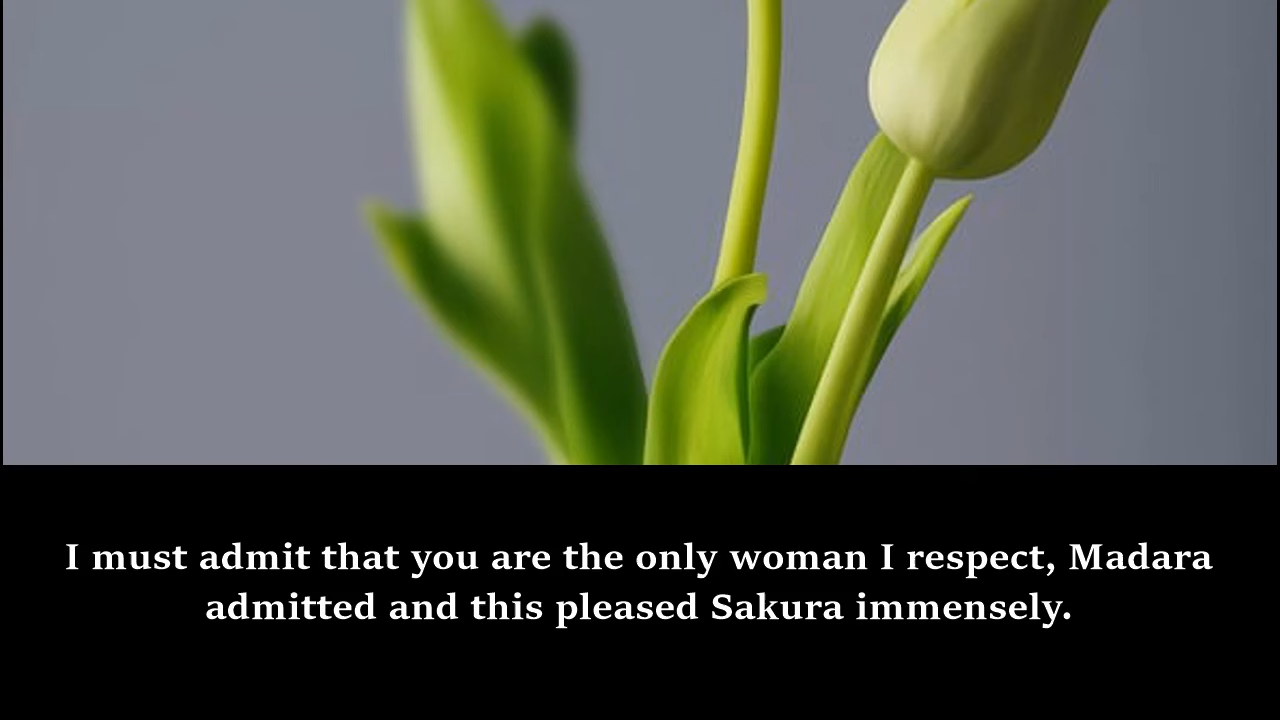 I must admit that you are the only woman I respect, Madara
admitted and this pleased Sakura immensely.